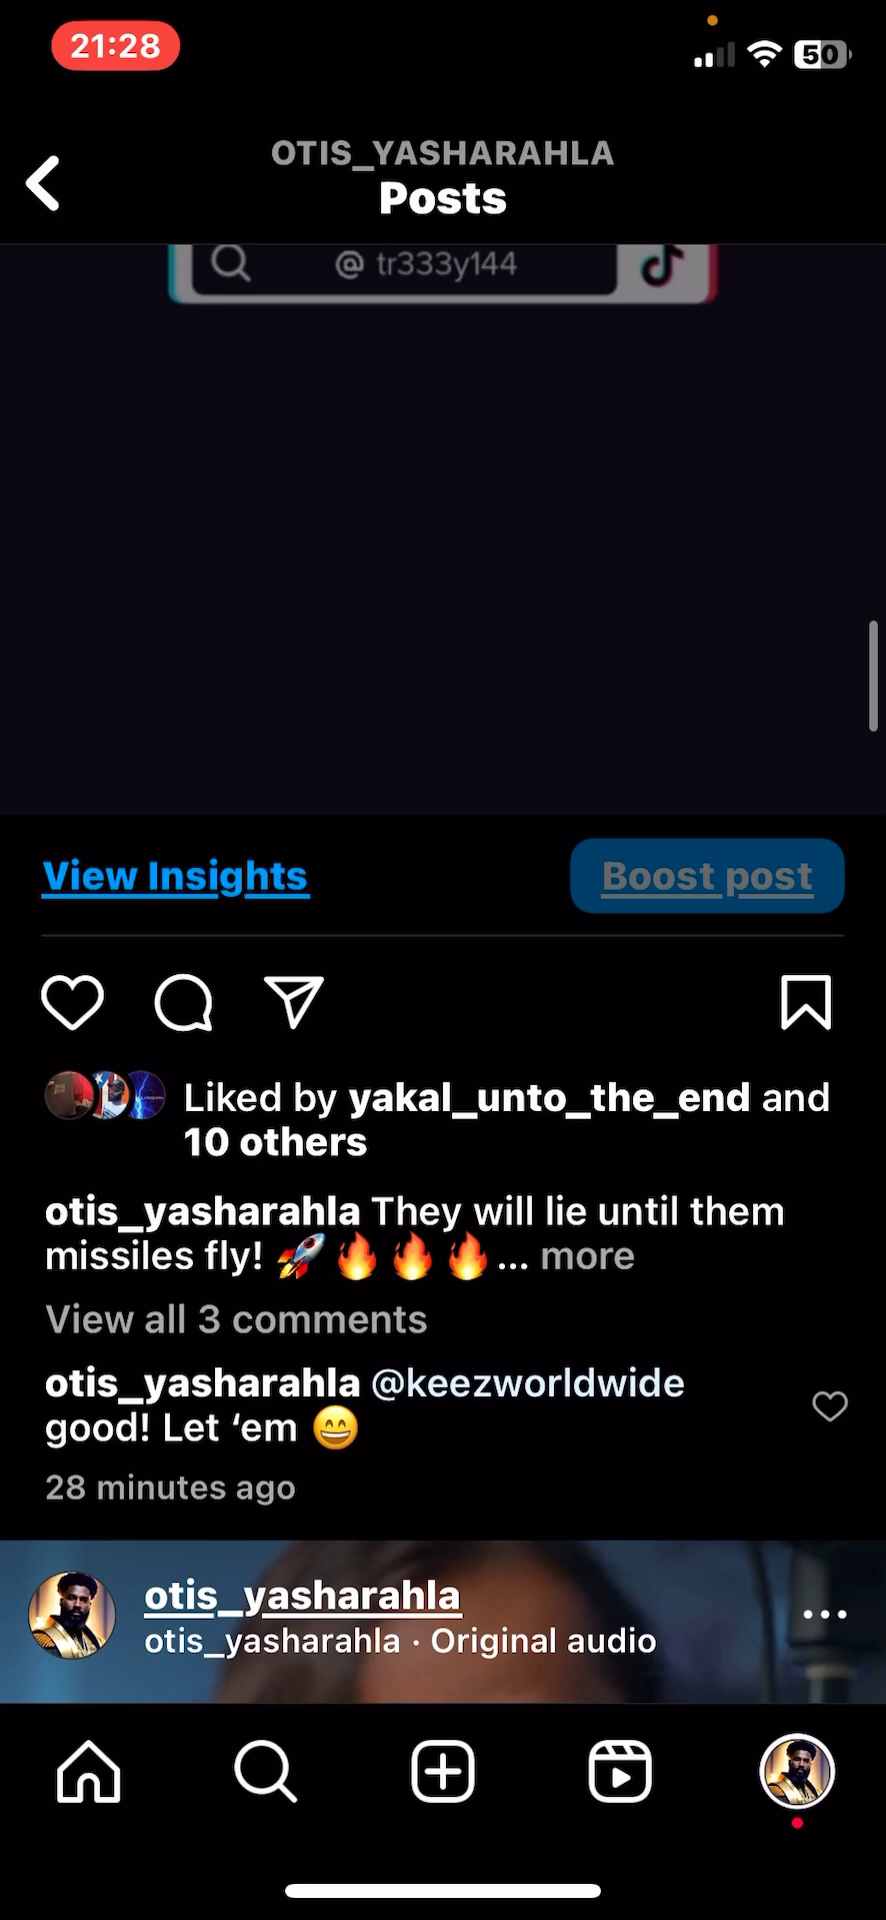 21:28
50
OTIS_YASHARAHLA
Posts
@ tr333y144
View Insights
Boost post
Liked by yakal_unto_the_end and
10 others
otis_yasharahla They will lie until them
missiles fly! 🚀🔥🔥🔥... more
View all 3 comments
otis_yasharahla @keezworldwide
good! Let ‘em 😄
28 minutes ago
otis_yasharahla
otis_yasharahla · Original audio